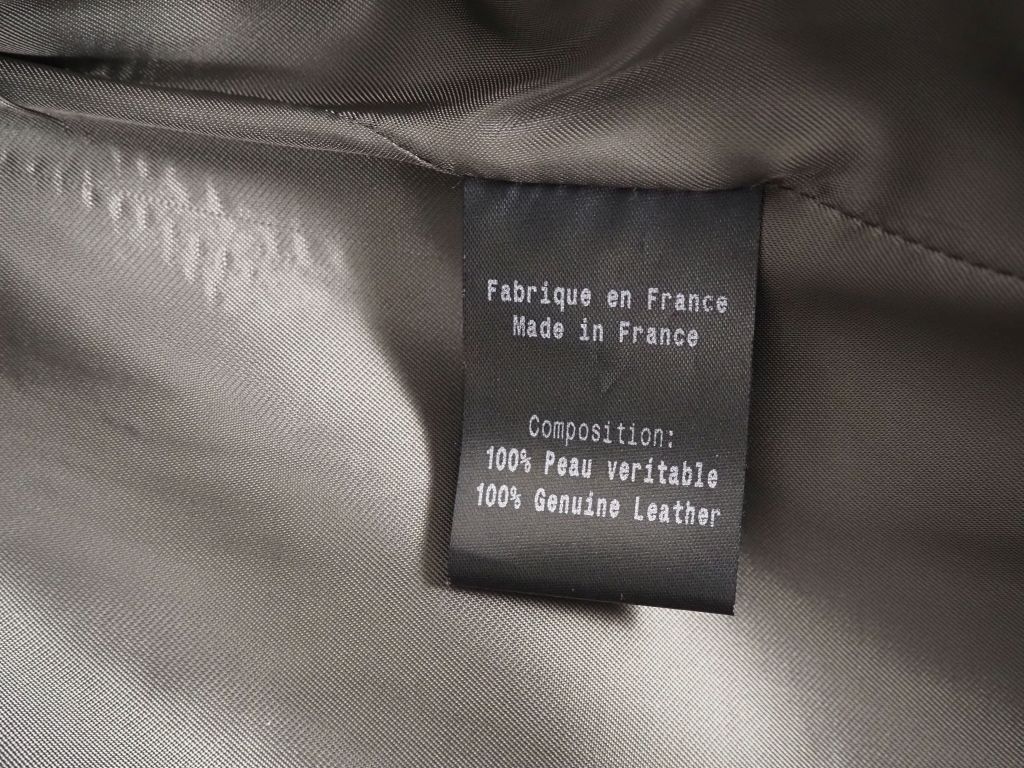 Fabrique en France
Made in France
Composition:
100% Peau veritable
100% Genuine Leather